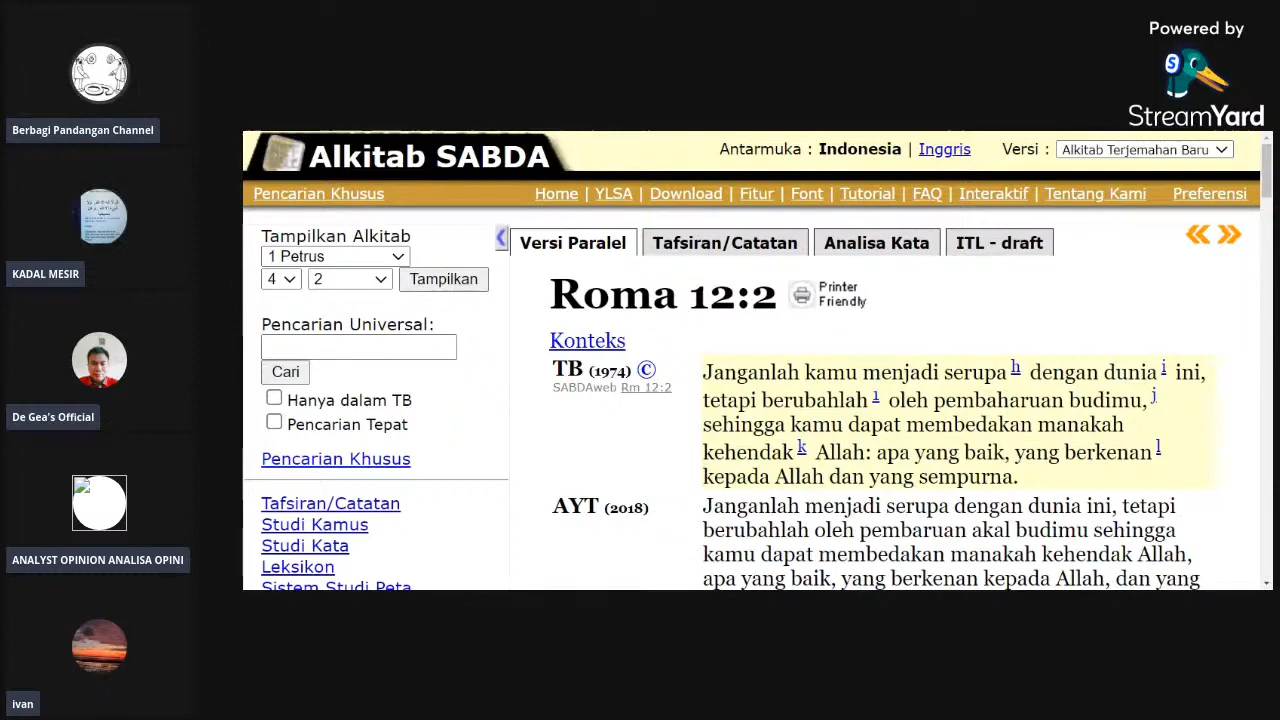 Powered by
StreamYard
Berbagi Pandangan Channel
KADAL MESIR
De Gea's Official
ANALYST OPINION ANALISA OPINI
ivan
Alkitab SABDA
Antarmuka : Indonesia | Inggris Versi : Alkitab Terjemahan Baru
Pencarian Khusus Home | YLSA | Download | Fitur | Font | Tutorial | FAQ | Interaktif | Tentang Kami Preferensi
Tampilkan Alkitab
1 Petrus
4 2 Tampilkan
Pencarian Universal:
Cari
Hanya dalam TB
Pencarian Tepat
Pencarian Khusus
Tafsiran/Catatan
Studi Kamus
Studi Kata
Leksikon
Sistem Studi Peta
Versi Paralel Tafsiran/Catatan Analisa Kata ITL - draft
Roma 12:2 Printer Friendly
Konteks
TB (1974) ©
SABDAweb Rm 12:2
Janganlah kamu menjadi serupa h dengan dunia i ini,
tetapi berubahlah 1 oleh pembaharuan budimu, j
sehingga kamu dapat membedakan manakah
kehendak k Allah: apa yang baik, yang berkenan l
kepada Allah dan yang sempurna.
AYT (2018)
Janganlah menjadi serupa dengan dunia ini, tetapi
berubahlah oleh pembaruan akal budimu sehingga
kamu dapat membedakan manakah kehendak Allah,
apa yang baik, yang berkenan kepada Allah, dan yang